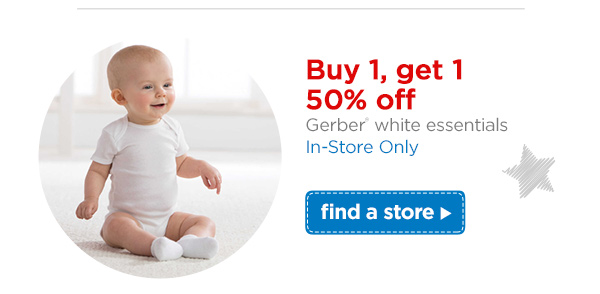 Buy 1, get 1
50% off
Gerber® white essentials
In-Store Only
find a store ▶